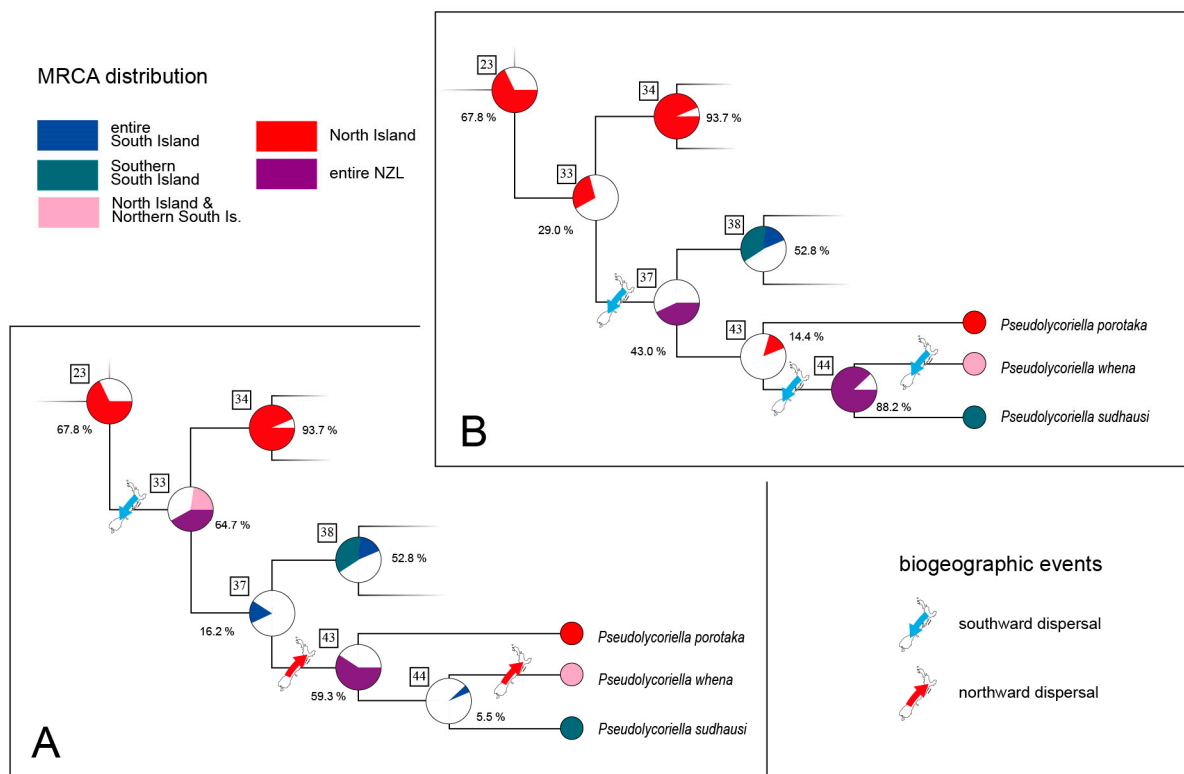 MRCA distribution
entire
South Island
North Island
Southern
South Island
entire NZL
North Island &
Northern South Is.
23
67.8 %
34
93.7 %
33
29.0 %
38
52.8 %
37
43.0 %
43
14.4 %
Pseudolycoriella porotaka
44
88.2 %
Pseudolycoriella whena
Pseudolycoriella sudhausi
B
23
67.8 %
34
93.7 %
33
64.7 %
38
52.8 %
37
16.2 %
43
59.3 %
Pseudolycoriella porotaka
44
5.5 %
Pseudolycoriella whena
Pseudolycoriella sudhausi
A
biogeographic events
southward dispersal
northward dispersal